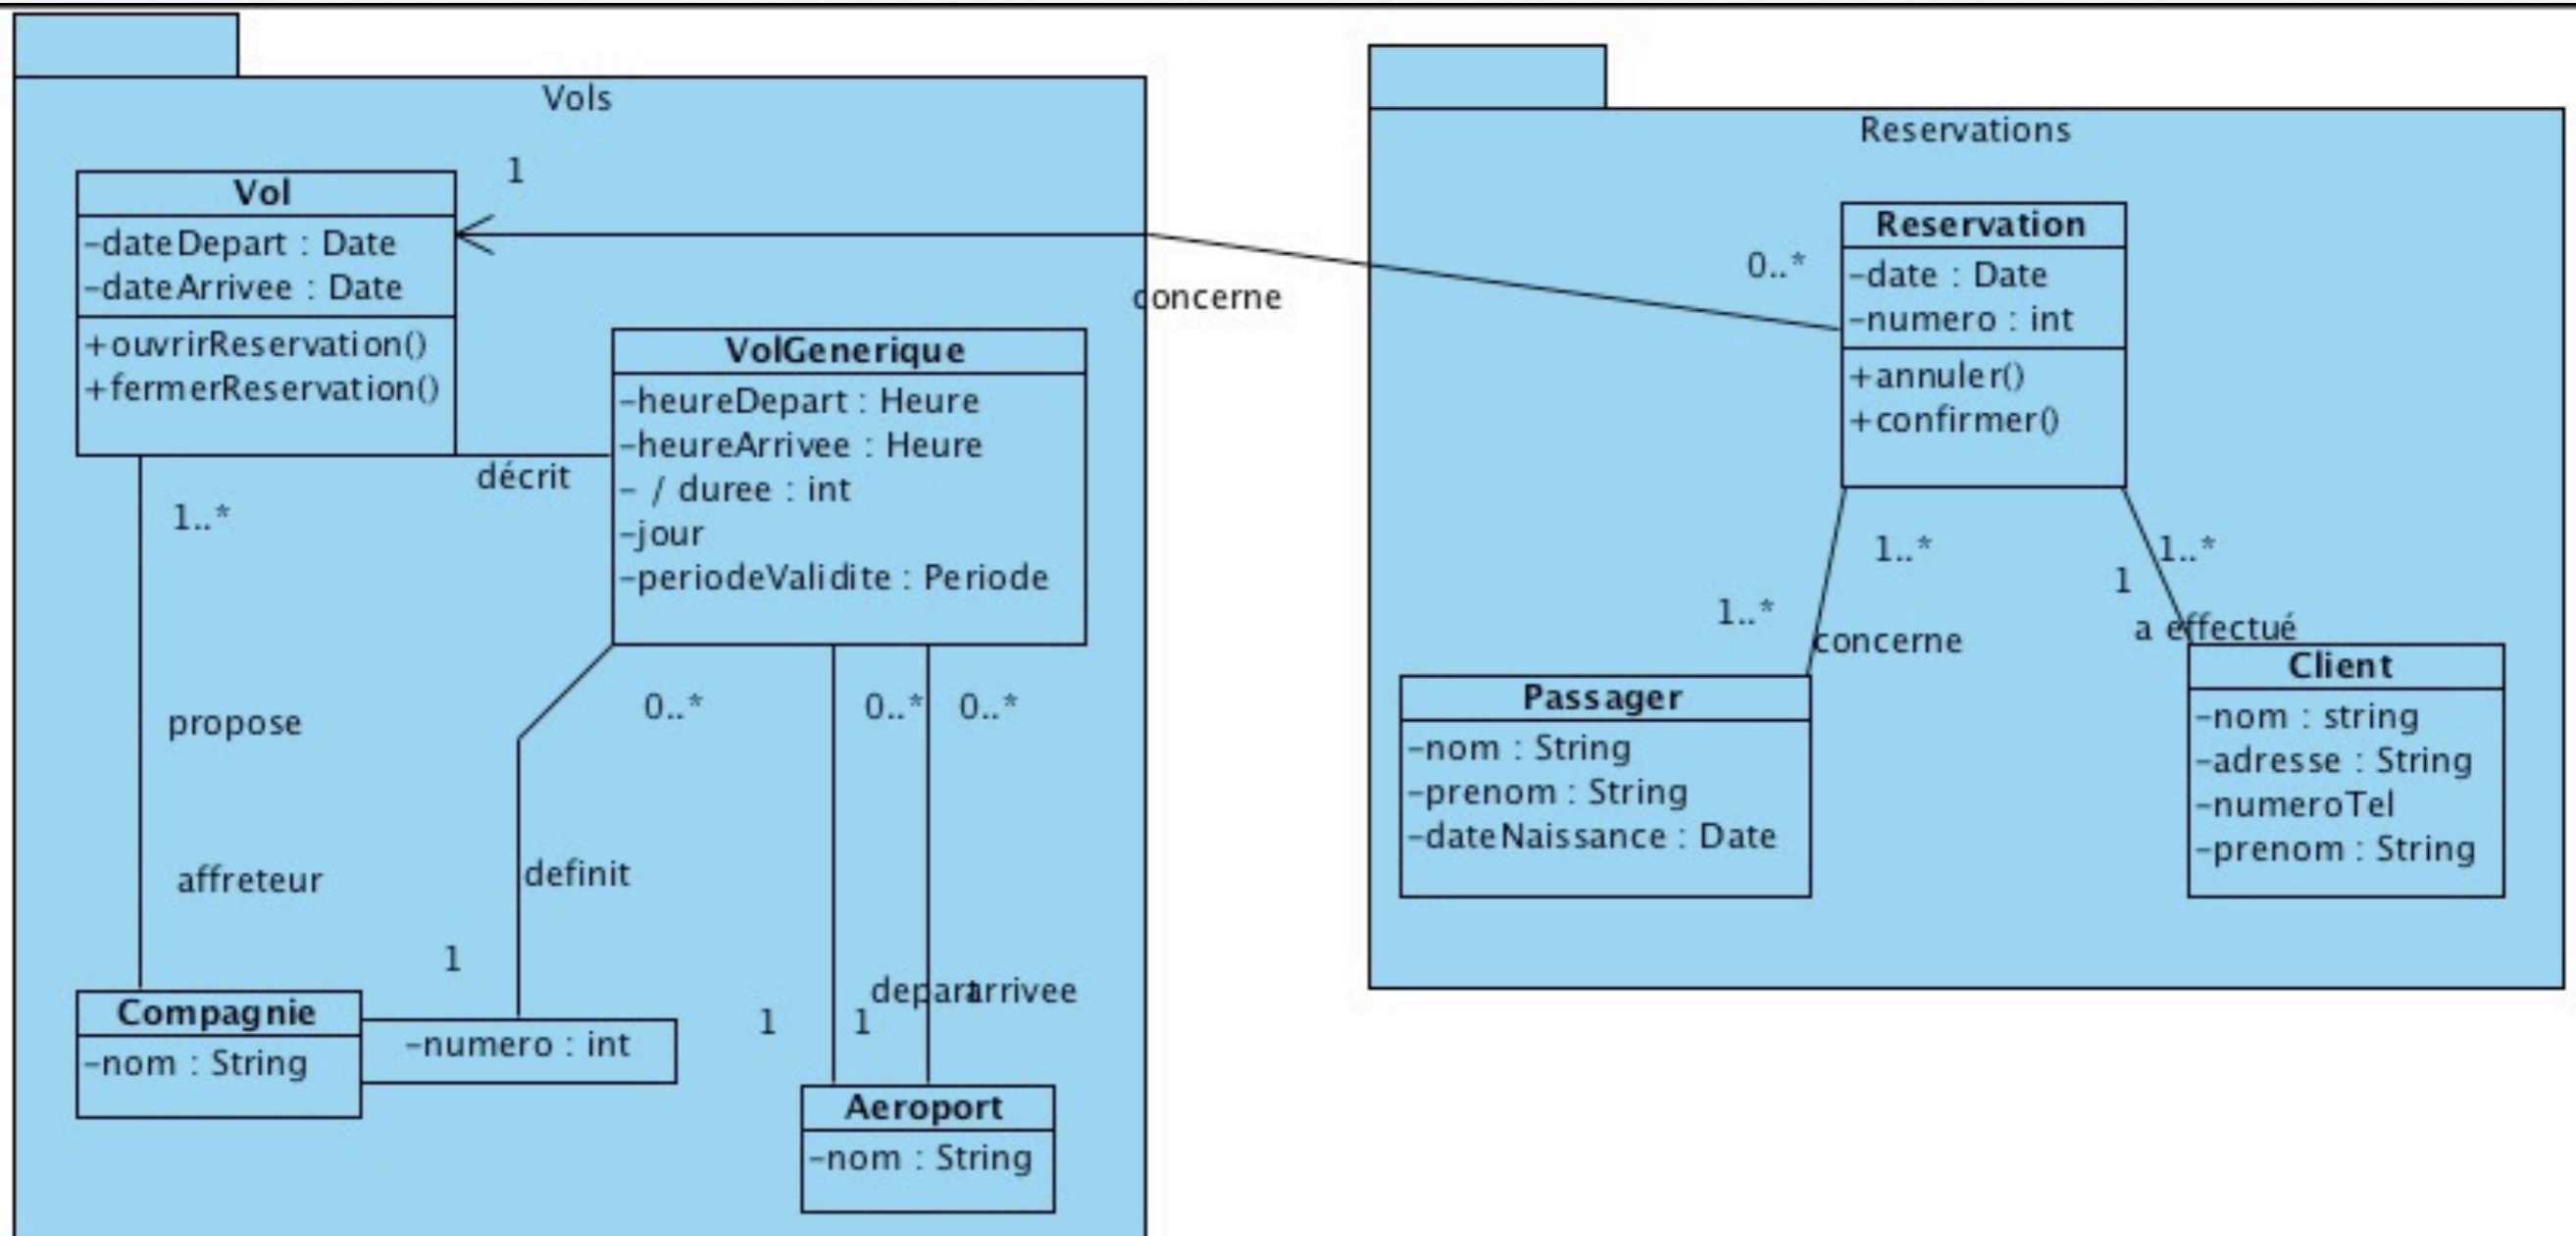 Vols
Vol
-dateDepart : Date
-dateArrivee : Date
+ouvrirReservation()
+fermerReservation()
1
décrit
VolGenerique
-heureDepart : Heure
-heureArrivee : Heure
- / duree : int
-jour
-periodeValidite : Periode
1..*
propose
affreteur
definit
1
0..*
0..*
0..*
1
1
depart
arrivee
Compagnie
-nom : String
-numero : int
Aeroport
-nom : String
concerne
Reservations
0..*
Reservation
-date : Date
-numero : int
+annuler()
+confirmer()
1..*
1..*
concerne
1..*
1
a effectué
Passager
-nom : String
-prenom : String
-dateNaissance : Date
Client
-nom : string
-adresse : String
-numeroTel
-prenom : String